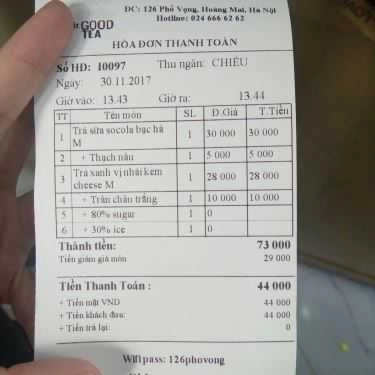 ĐC: 126 Phố Vọng, Hoàng Mai, Hà Nội
Hotline: 024 666 62 62
GOOD
TEA
HÓA ĐƠN THANH TOÁN
Số HĐ: 10097 Thu ngân: CHIỀU
Ngày: 30.11.2017
Giờ vào: 13.43 Giờ ra: 13.44
TT Tên món SL Đ.Giá T.Tiền
1 Trà sữa socola bạc hà M 1 30 000 30 000
2 + Thạch nâu 1 5 000 5 000
3 Trà xanh vị nhài kem cheese M 1 28 000 28 000
4 + Trân châu trắng 1 10 000 10 000
5 + 80% sugar 1 0
6 + 30% ice 1 0
Thành tiền: 73 000
Tiền giảm giá món 29 000
Tiền Thanh Toán : 44 000
+ Tiền mặt VND 44 000
+ Tiền khách đưa: 44 000
+ Tiền trả lại: 0
Wifi pass: 126phovong